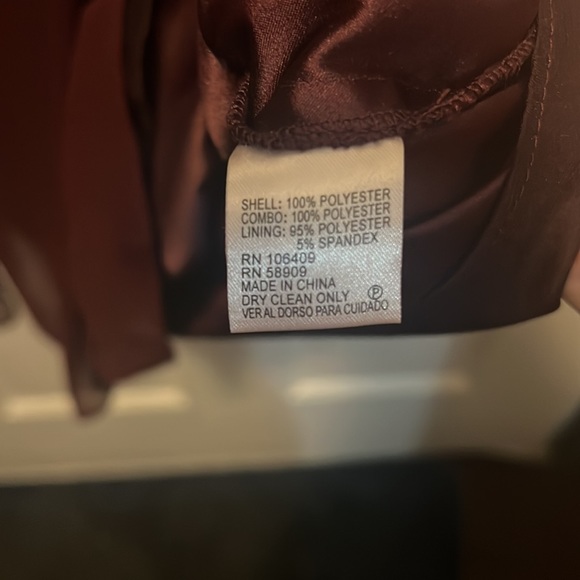 SHELL: 100% POLYESTER
COMBO: 100% POLYESTER
LINING: 95% POLYESTER
5% SPANDEX
RN 106409
RN 58909
MADE IN CHINA
DRY CLEAN ONLY Ⓟ
VER AL DORSO PARA CUIDADO